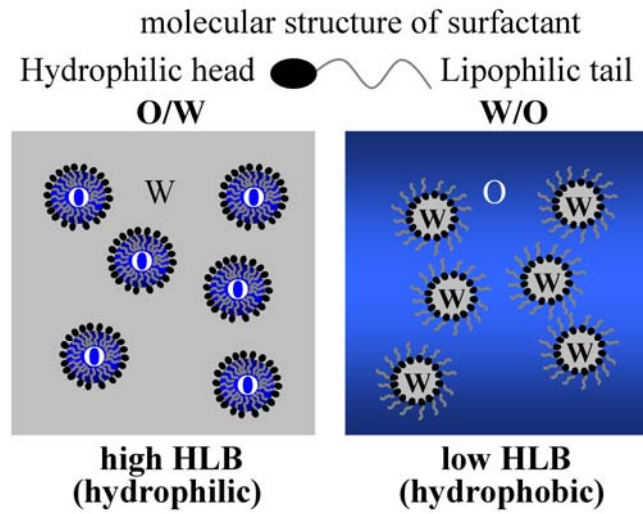 molecular structure of surfactant
Hydrophilic head Lipophilic tail
O/W W/O
O W O O O O O
W O W W W W W
high HLB low HLB
(hydrophilic) (hydrophobic)